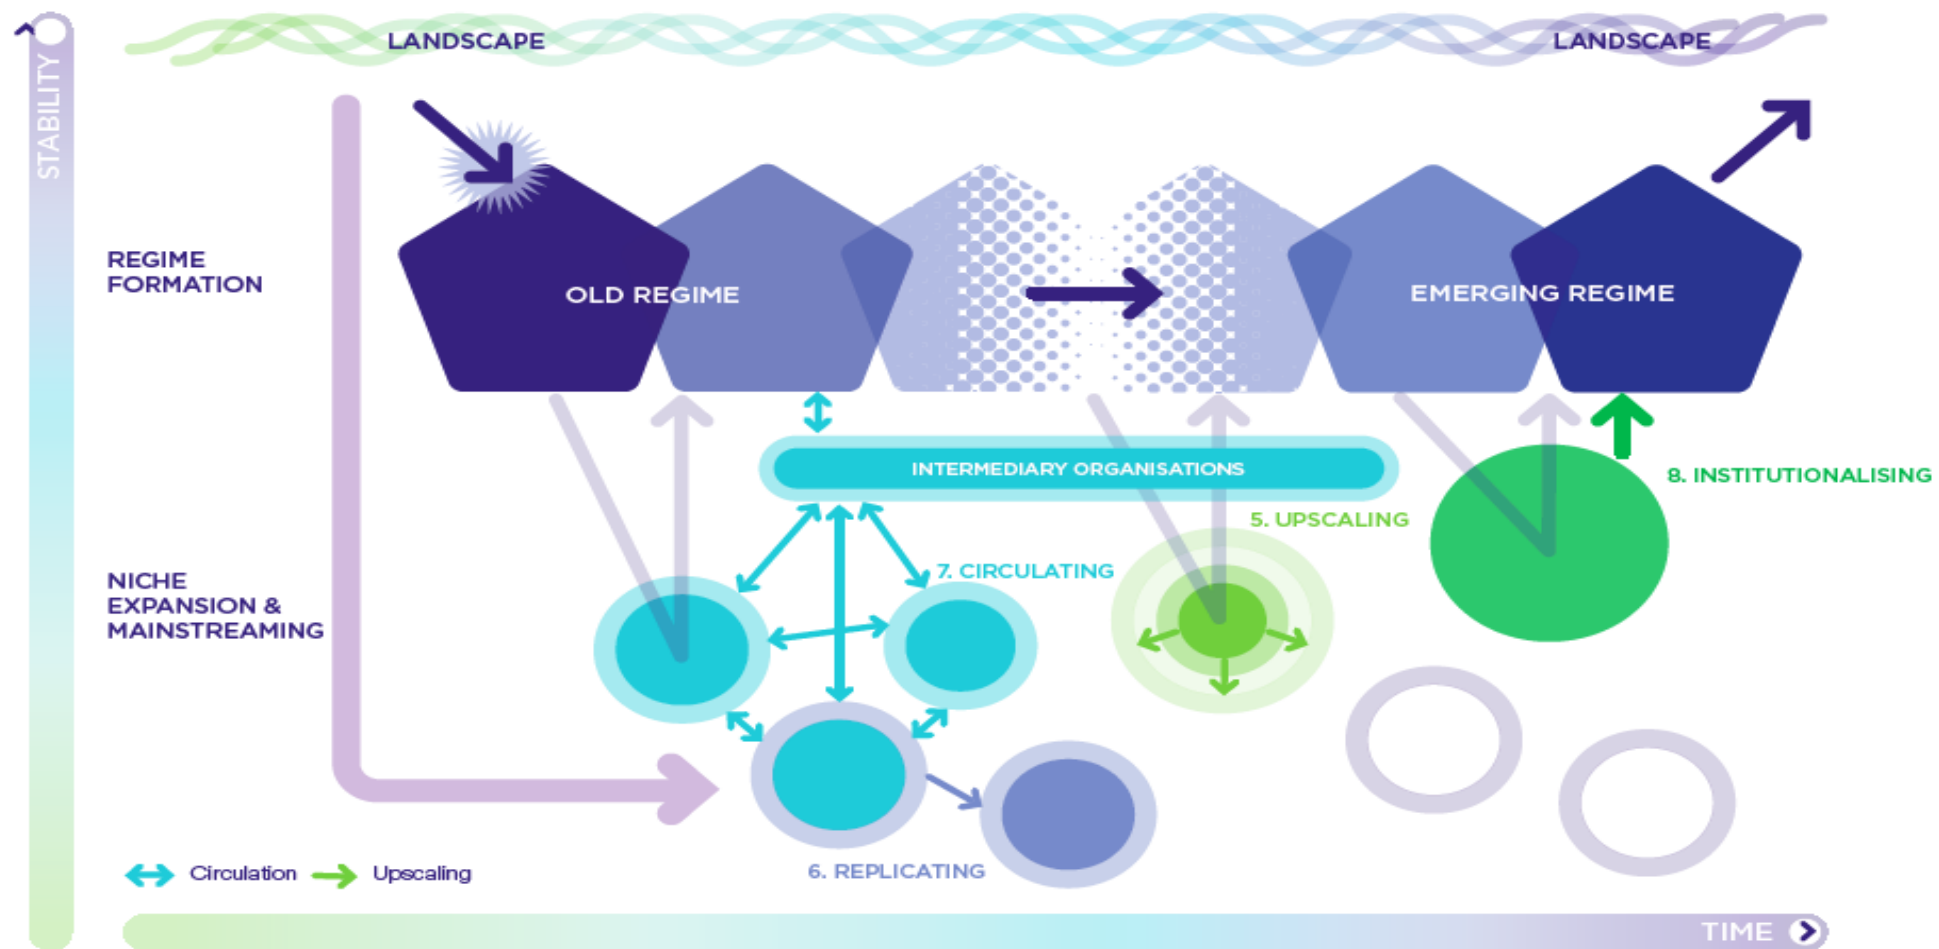 LANDSCAPE
LANDSCAPE
STABILITY
REGIME
FORMATION
OLD REGIME
EMERGING REGIME
INTERMEDIARY ORGANISATIONS
8. INSTITUTIONALISING
5. UPSCALING
7. CIRCULATING
NICHE
EXPANSION &
MAINSTREAMING
6. REPLICATING
Circulation
Upscaling
TIME